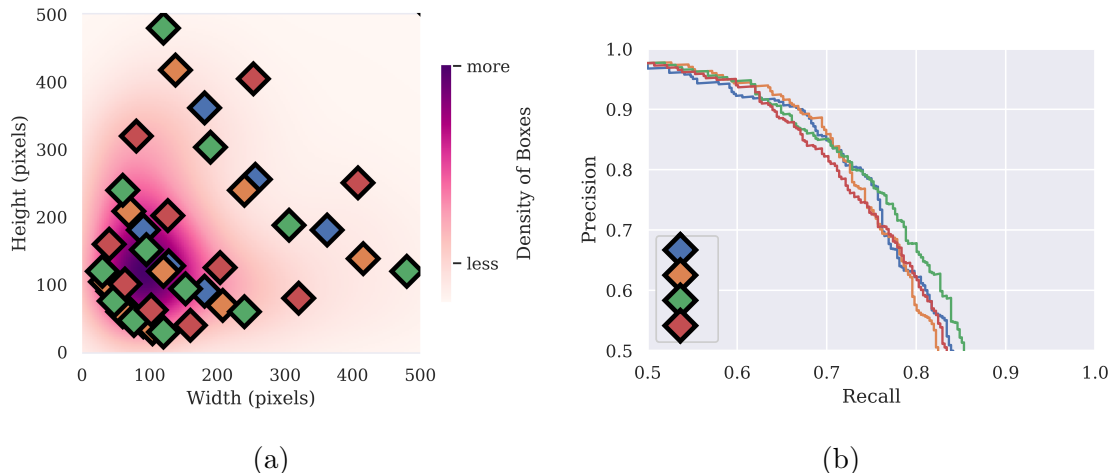 500
400
300
200
100
0
Height (pixels)
0 100 200 300 400 500
Width (pixels)
more
less
Density of Boxes
(a)
1.0
0.9
0.8
0.7
0.6
0.5
Precision
0.5 0.6 0.7 0.8 0.9 1.0
Recall
(b)